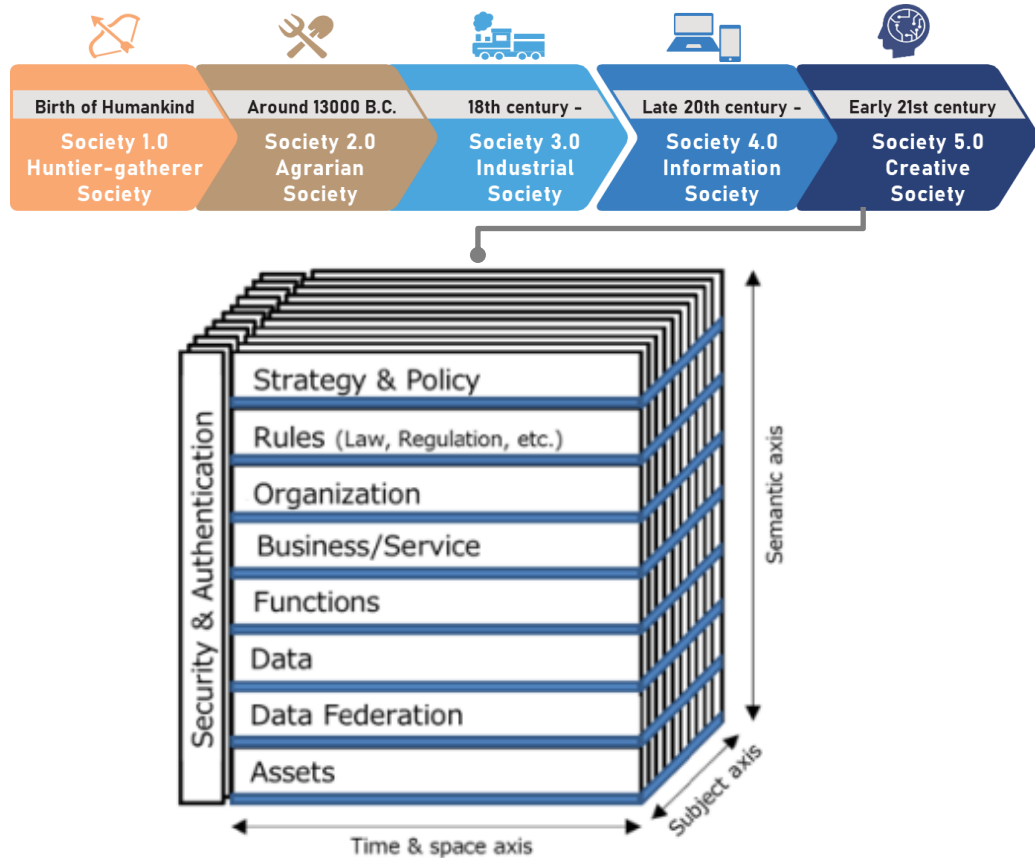 Birth of Humankind
Society 1.0
Huntier-gatherer
Society
Around 13000 B.C.
Society 2.0
Agrarian
Society
18th century -
Society 3.0
Industrial
Society
Late 20th century -
Society 4.0
Information
Society
Early 21st century
Society 5.0
Creative
Society
Security & Authentication
Strategy & Policy
Rules (Law, Regulation, etc.)
Organization
Business/Service
Functions
Data
Data Federation
Assets
Semantic axis
Subject axis
Time & space axis